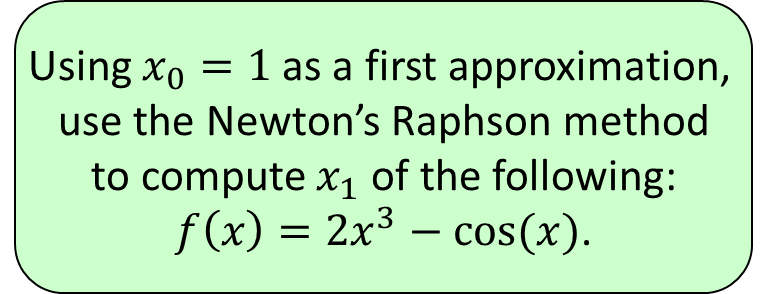 Using x₀ = 1 as a first approximation,
use the Newton’s Raphson method
to compute x₁ of the following:
f(x) = 2x³ − cos(x).